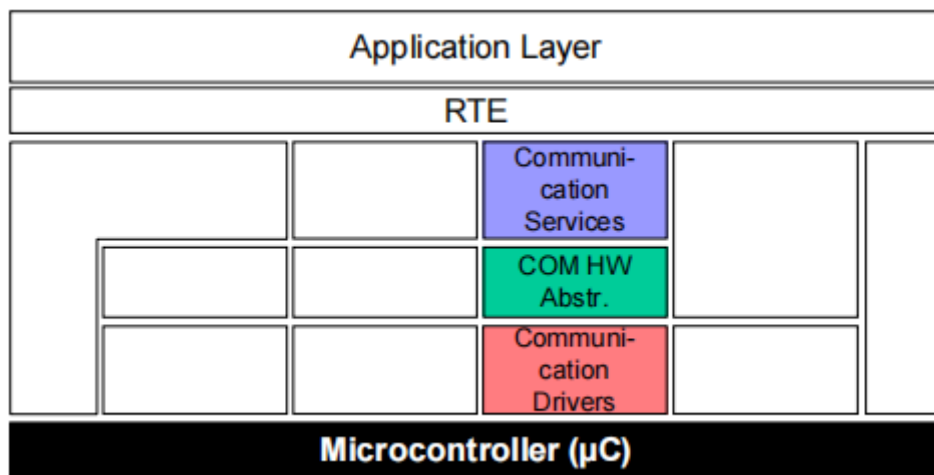 Application Layer
RTE
Communi-
cation
Services
COM HW
Abstr.
Communi-
cation
Drivers
Microcontroller (µC)